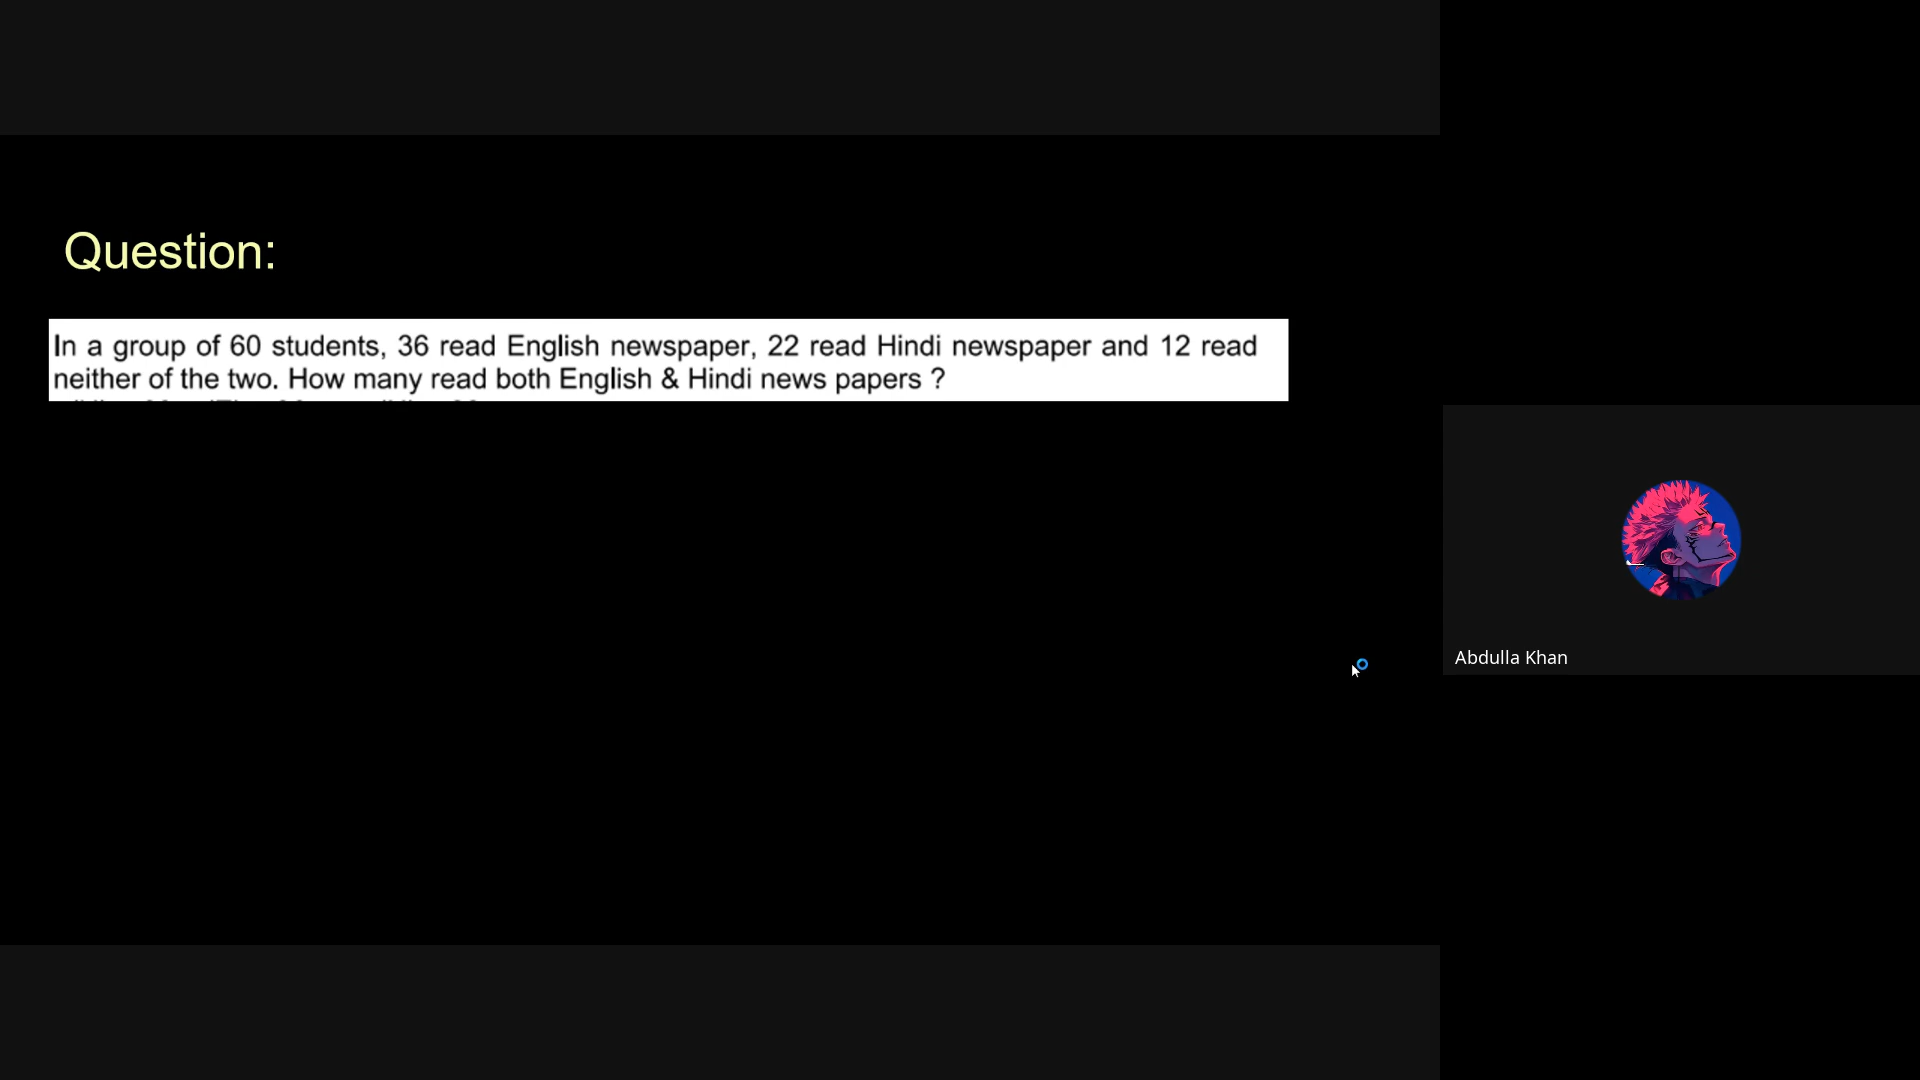 Question:
In a group of 60 students, 36 read English newspaper, 22 read Hindi newspaper and 12 read
neither of the two. How many read both English & Hindi news papers ?
Abdulla Khan